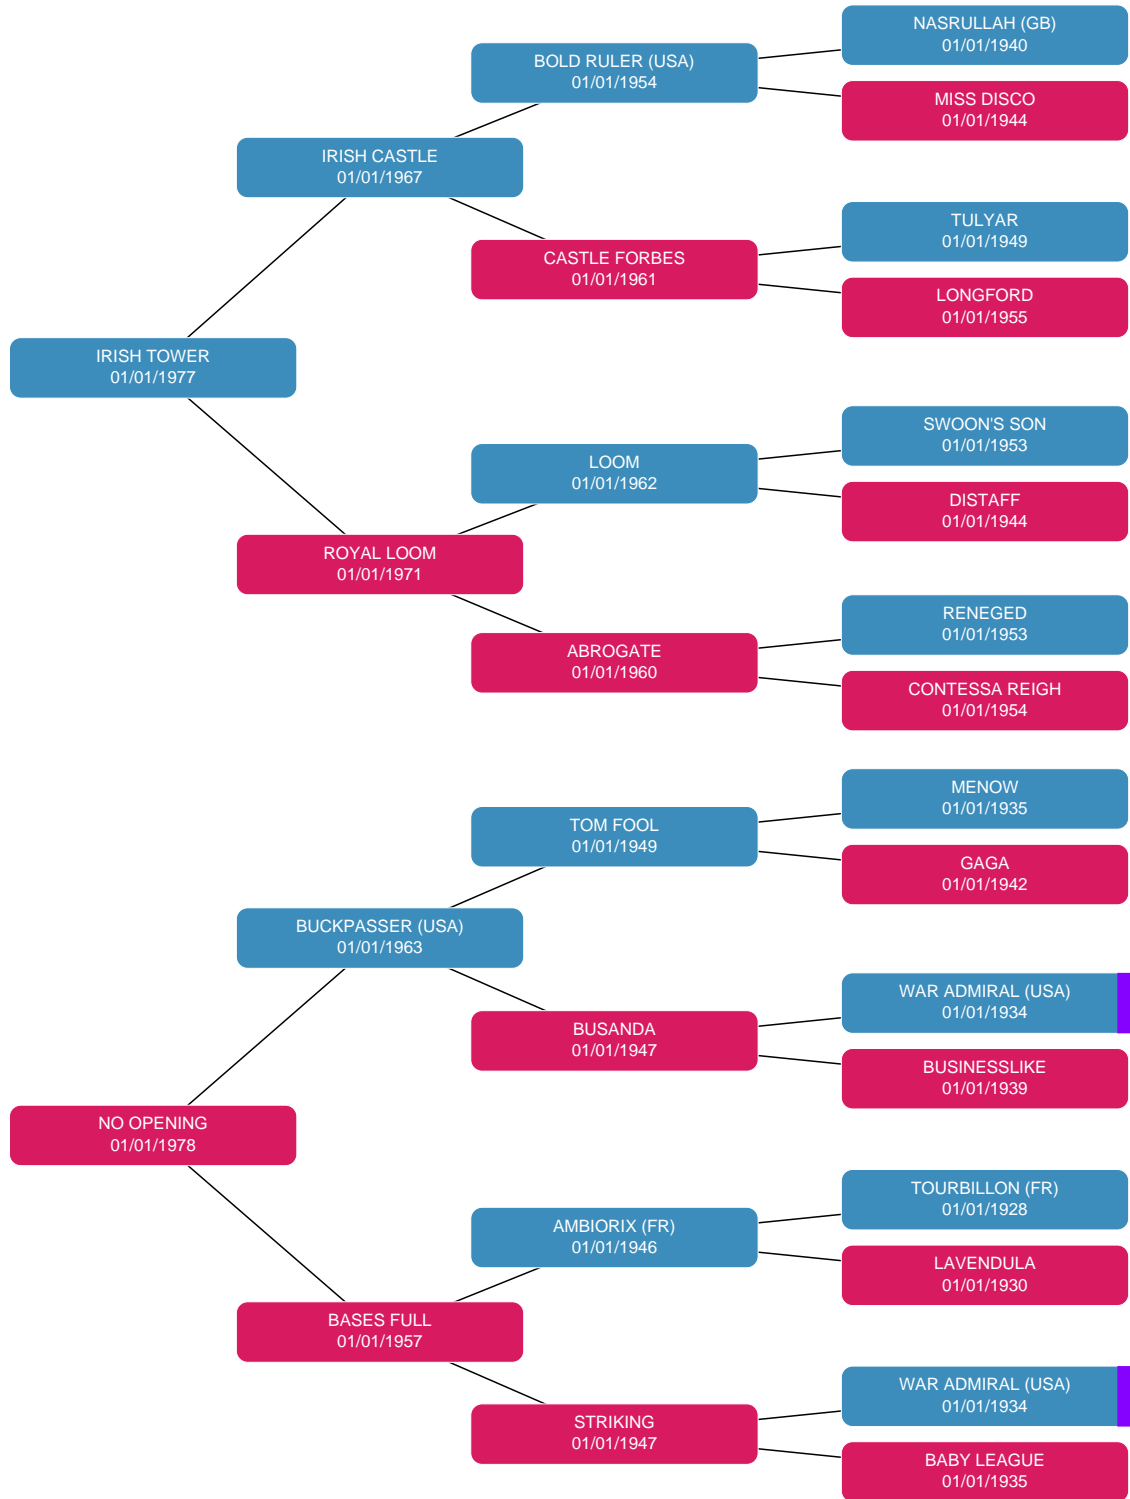 NASRULLAH (GB)
01/01/1940
BOLD RULER (USA)
01/01/1954
MISS DISCO
01/01/1944
IRISH CASTLE
01/01/1967
TULYAR
01/01/1949
CASTLE FORBES
01/01/1961
LONGFORD
01/01/1955
IRISH TOWER
01/01/1977
SWOON'S SON
01/01/1953
LOOM
01/01/1962
DISTAFF
01/01/1944
ROYAL LOOM
01/01/1971
RENEGED
01/01/1953
ABROGATE
01/01/1960
CONTESSA REIGH
01/01/1954
MENOW
01/01/1935
TOM FOOL
01/01/1949
GAGA
01/01/1942
BUCKPASSER (USA)
01/01/1963
WAR ADMIRAL (USA)
01/01/1934
BUSANDA
01/01/1947
BUSINESSLIKE
01/01/1939
NO OPENING
01/01/1978
TOURBILLON (FR)
01/01/1928
AMBIORIX (FR)
01/01/1946
LAVENDULA
01/01/1930
BASES FULL
01/01/1957
WAR ADMIRAL (USA)
01/01/1934
STRIKING
01/01/1947
BABY LEAGUE
01/01/1935